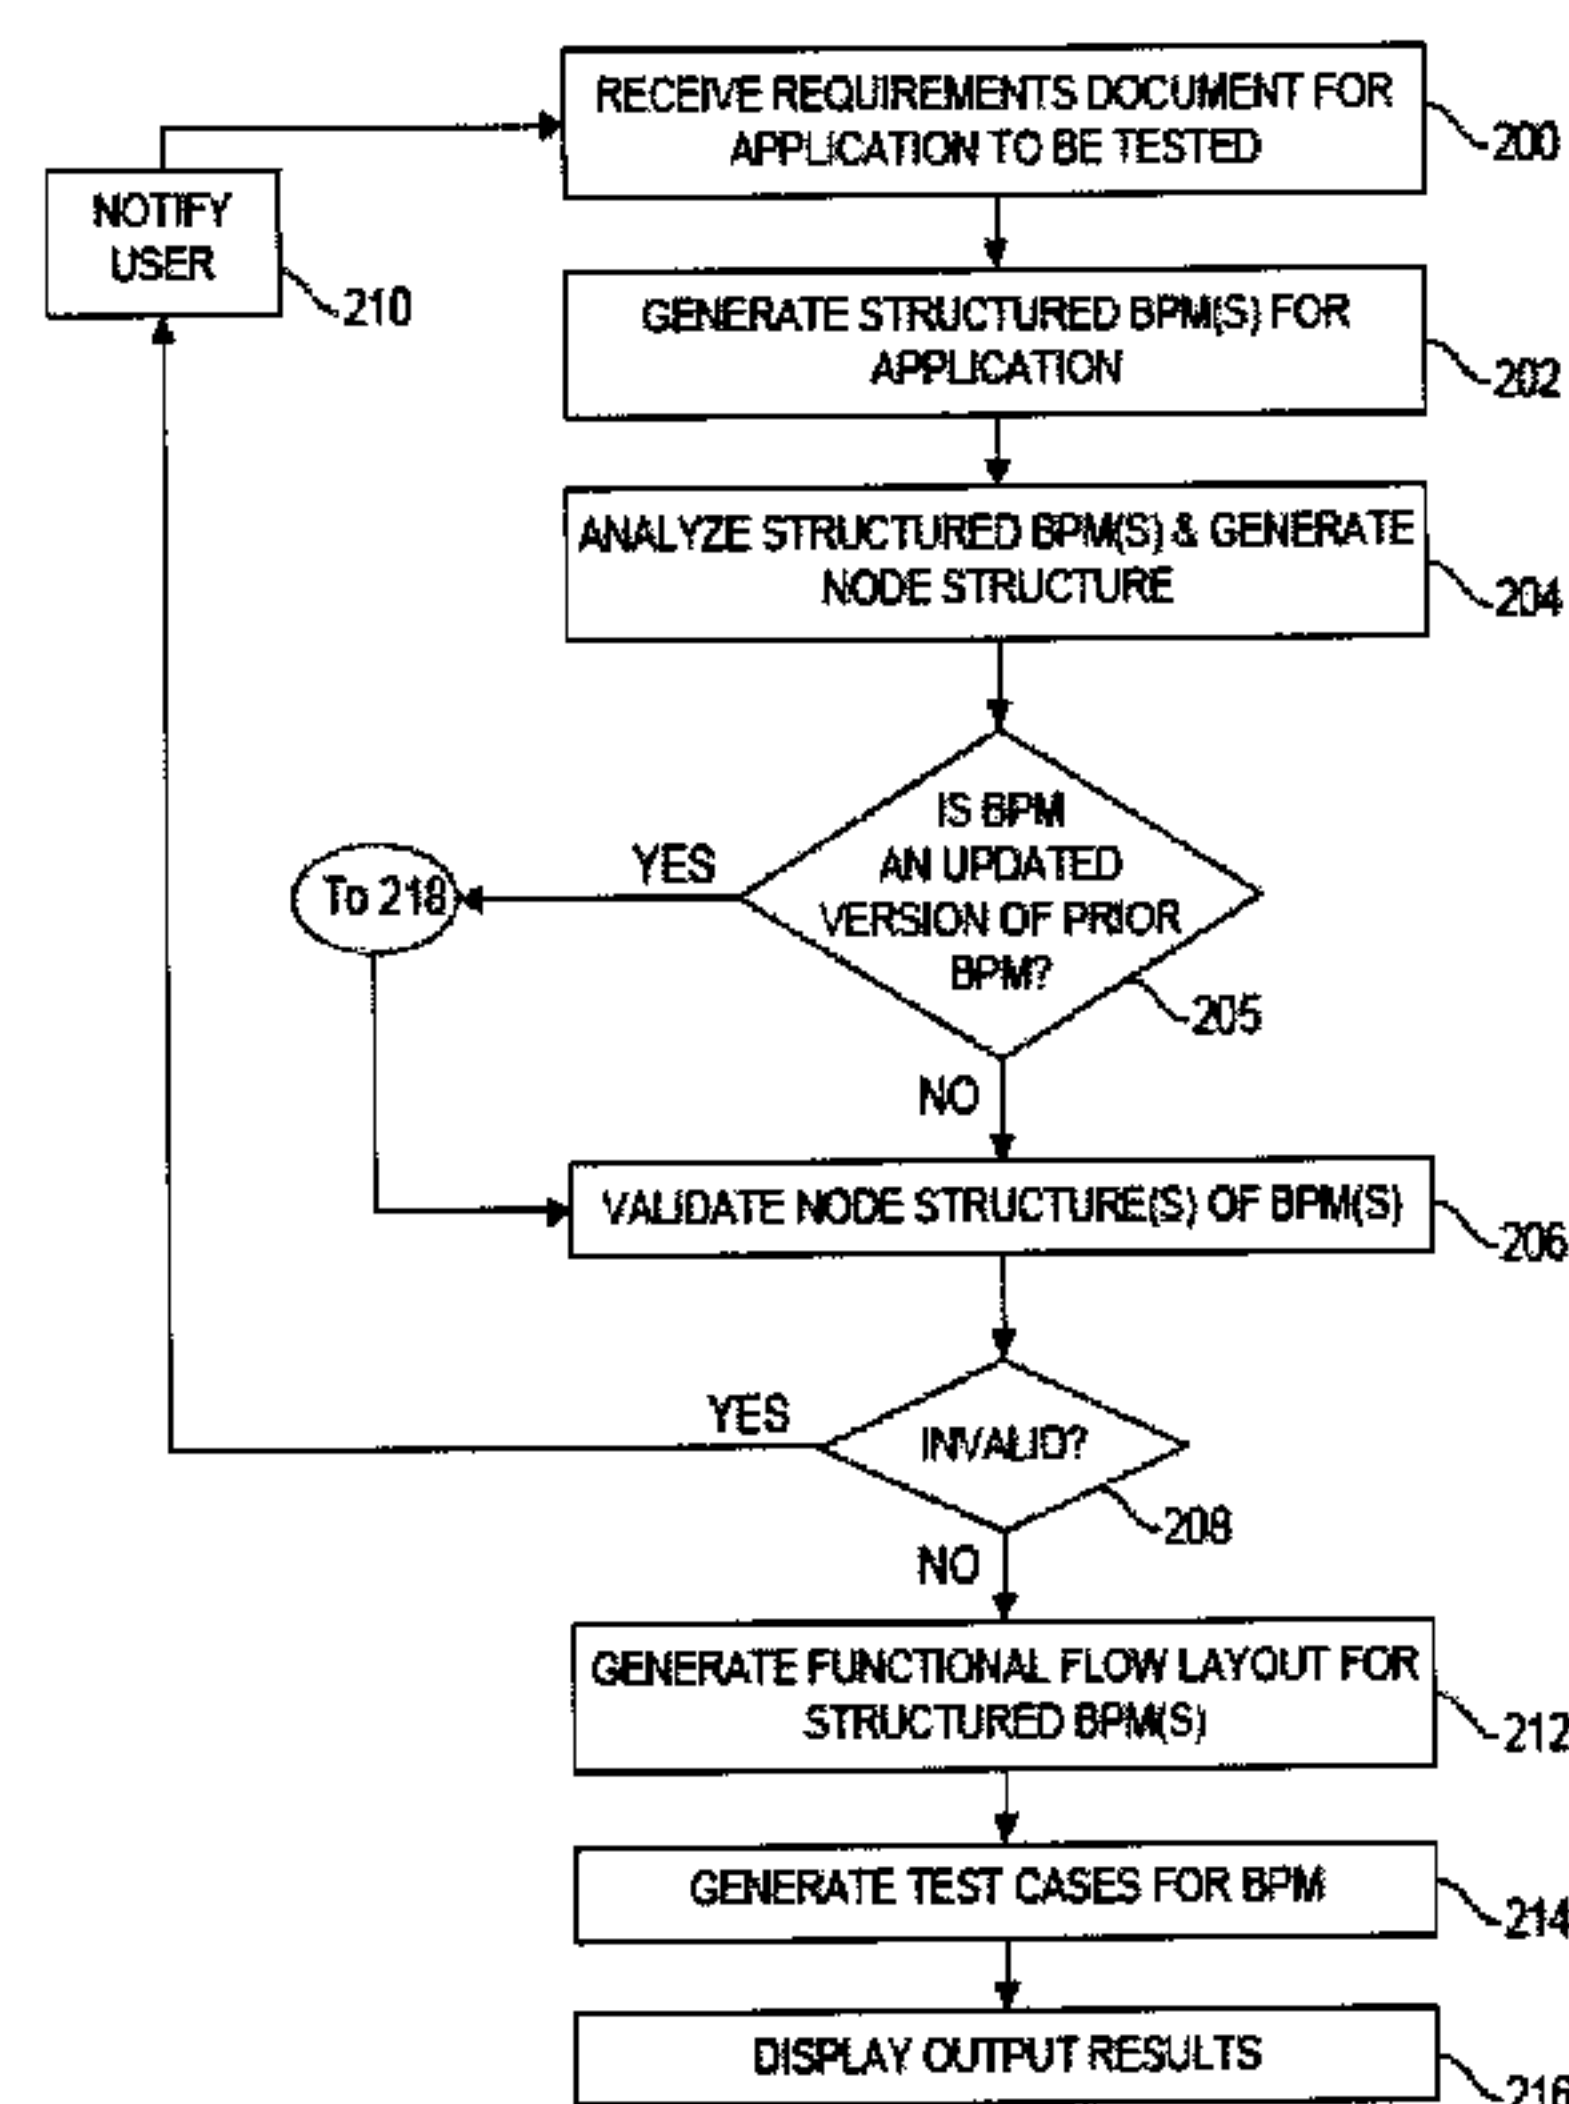 RECEIVE REQUIREMENTS DOCUMENT FOR
APPLICATION TO BE TESTED
200
NOTIFY
USER
210
GENERATE STRUCTURED BPM(S) FOR
APPLICATION
202
ANALYZE STRUCTURED BPM(S) & GENERATE
NODE STRUCTURE
204
IS BPM
AN UPDATED
VERSION OF PRIOR
BPM?
205
YES
To 218
NO
VALIDATE NODE STRUCTURE(S) OF BPM(S)
206
YES
INVALID?
208
NO
GENERATE FUNCTIONAL FLOW LAYOUT FOR
STRUCTURED BPM(S)
212
GENERATE TEST CASES FOR BPM
214
DISPLAY OUTPUT RESULTS
216